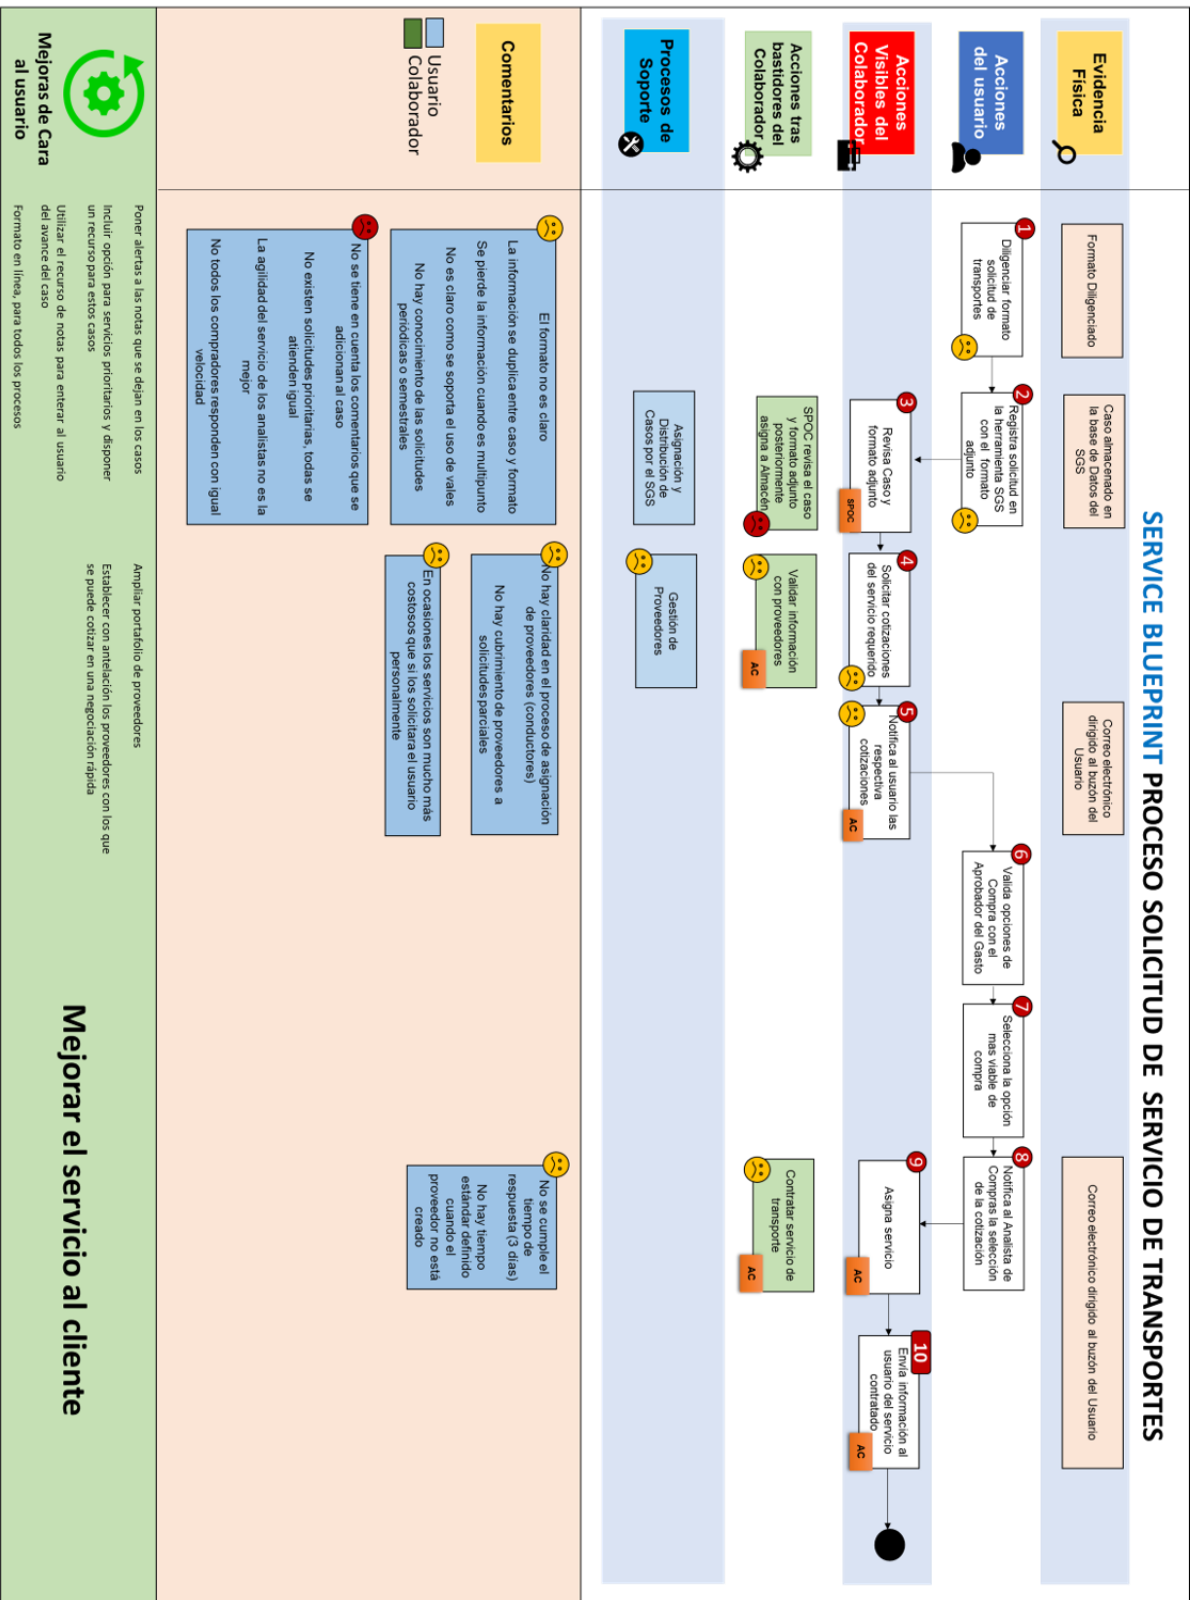 SERVICE BLUEPRINT PROCESO SOLICITUD DE SERVICIO DE TRANSPORTES
Evidencia
Física
Formato Diligenciado
Caso almacenado en
la base de Datos del
SGS
Correo electrónico
dirigido al buzón del
Usuario
Correo electrónico dirigido al buzón del Usuario
Acciones
del usuario
1
Diligenciar formato
solicitud de
transportes
2
Registra solicitud en
la herramienta SGS
con el formato
adjunto
6
Valida opciones de
Compra con el
Aprobador del Gasto
7
Selecciona la opción
mas viable de
compra
8
Notifica al Analista de
Compras la selección
de la cotización
Acciones
Visibles del
Colaborador
3
Revisa Caso y
formato adjunto
SPOC
4
Solicitar cotizaciones
del servicio requerido
5
Notifica al usuario las
respectiva
cotizaciones
AC
9
Asigna servicio
AC
10
Envía información al
usuario del servicio
contratado
AC
Acciones tras
bastidores del
Colaborador
SPOC revisa el caso
y formato adjunto
posteriormente
asigna a Almacén
Validar información
con proveedores
AC
Contratar servicio de
transporte
AC
Procesos de
Soporte
Asignación y
Distribución de
Casos por el SGS
Gestión de
Proveedores
Comentarios
Usuario
Colaborador
El formato no es claro
La información se duplica entre caso y formato
Se pierde la información cuando es multipunto
No es claro como se soporta el uso de vales
No hay conocimiento de las solicitudes
periódicas o semestrales
No se tiene en cuenta los comentarios que se
adicionan al caso
No existen solicitudes prioritarias, todas se
atienden igual
La agilidad del servicio de los analistas no es la
mejor
No todos los compradores responden con igual
velocidad
No hay claridad en el proceso de asignación
de proveedores (conductores)
No hay cubrimiento de proveedores a
solicitudes parciales
En ocasiones los servicios son mucho más
costosos que si los solicitara el usuario
personalmente
No se cumple el
tiempo de
respuesta (3 días)
No hay tiempo
estándar definido
cuando el
proveedor no está
creado
Mejoras de Cara
al usuario
Poner alertas a las notas que se dejan en los casos
Incluir opción para servicios prioritarios y disponer
un recurso para estos casos
Utilizar el recurso de notas para enterar al usuario
del avance del caso
Formato en línea, para todos los procesos
Ampliar portafolio de proveedores
Establecer con antelación los proveedores con los que
se puede cotizar en una negociación rápida
Mejorar el servicio al cliente